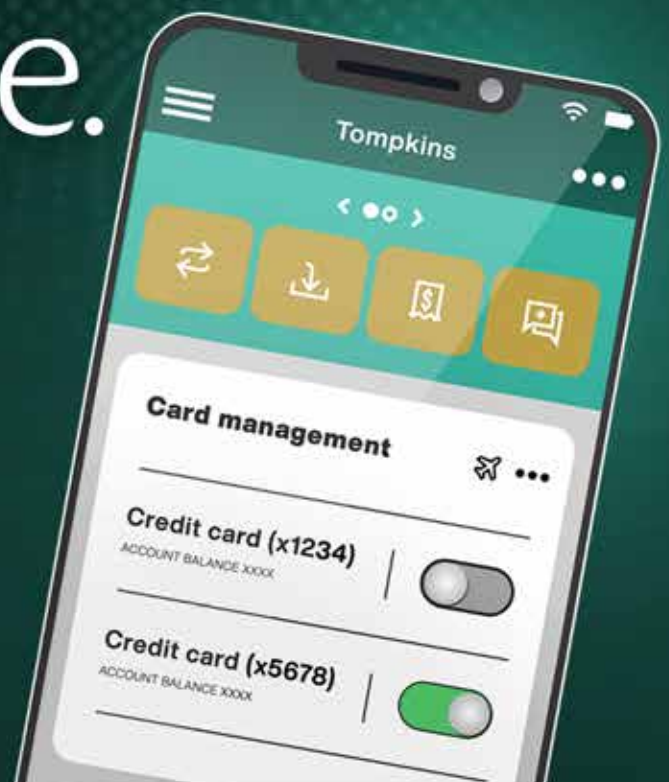 e.
Tompkins
Card management
Credit card (x1234)
ACCOUNT BALANCE XXXX
Credit card (x5678)
ACCOUNT BALANCE XXXX